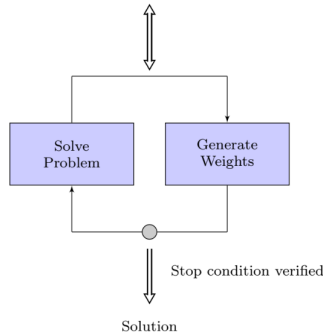 Solve
Problem
Generate
Weights
Stop condition verified
Solution